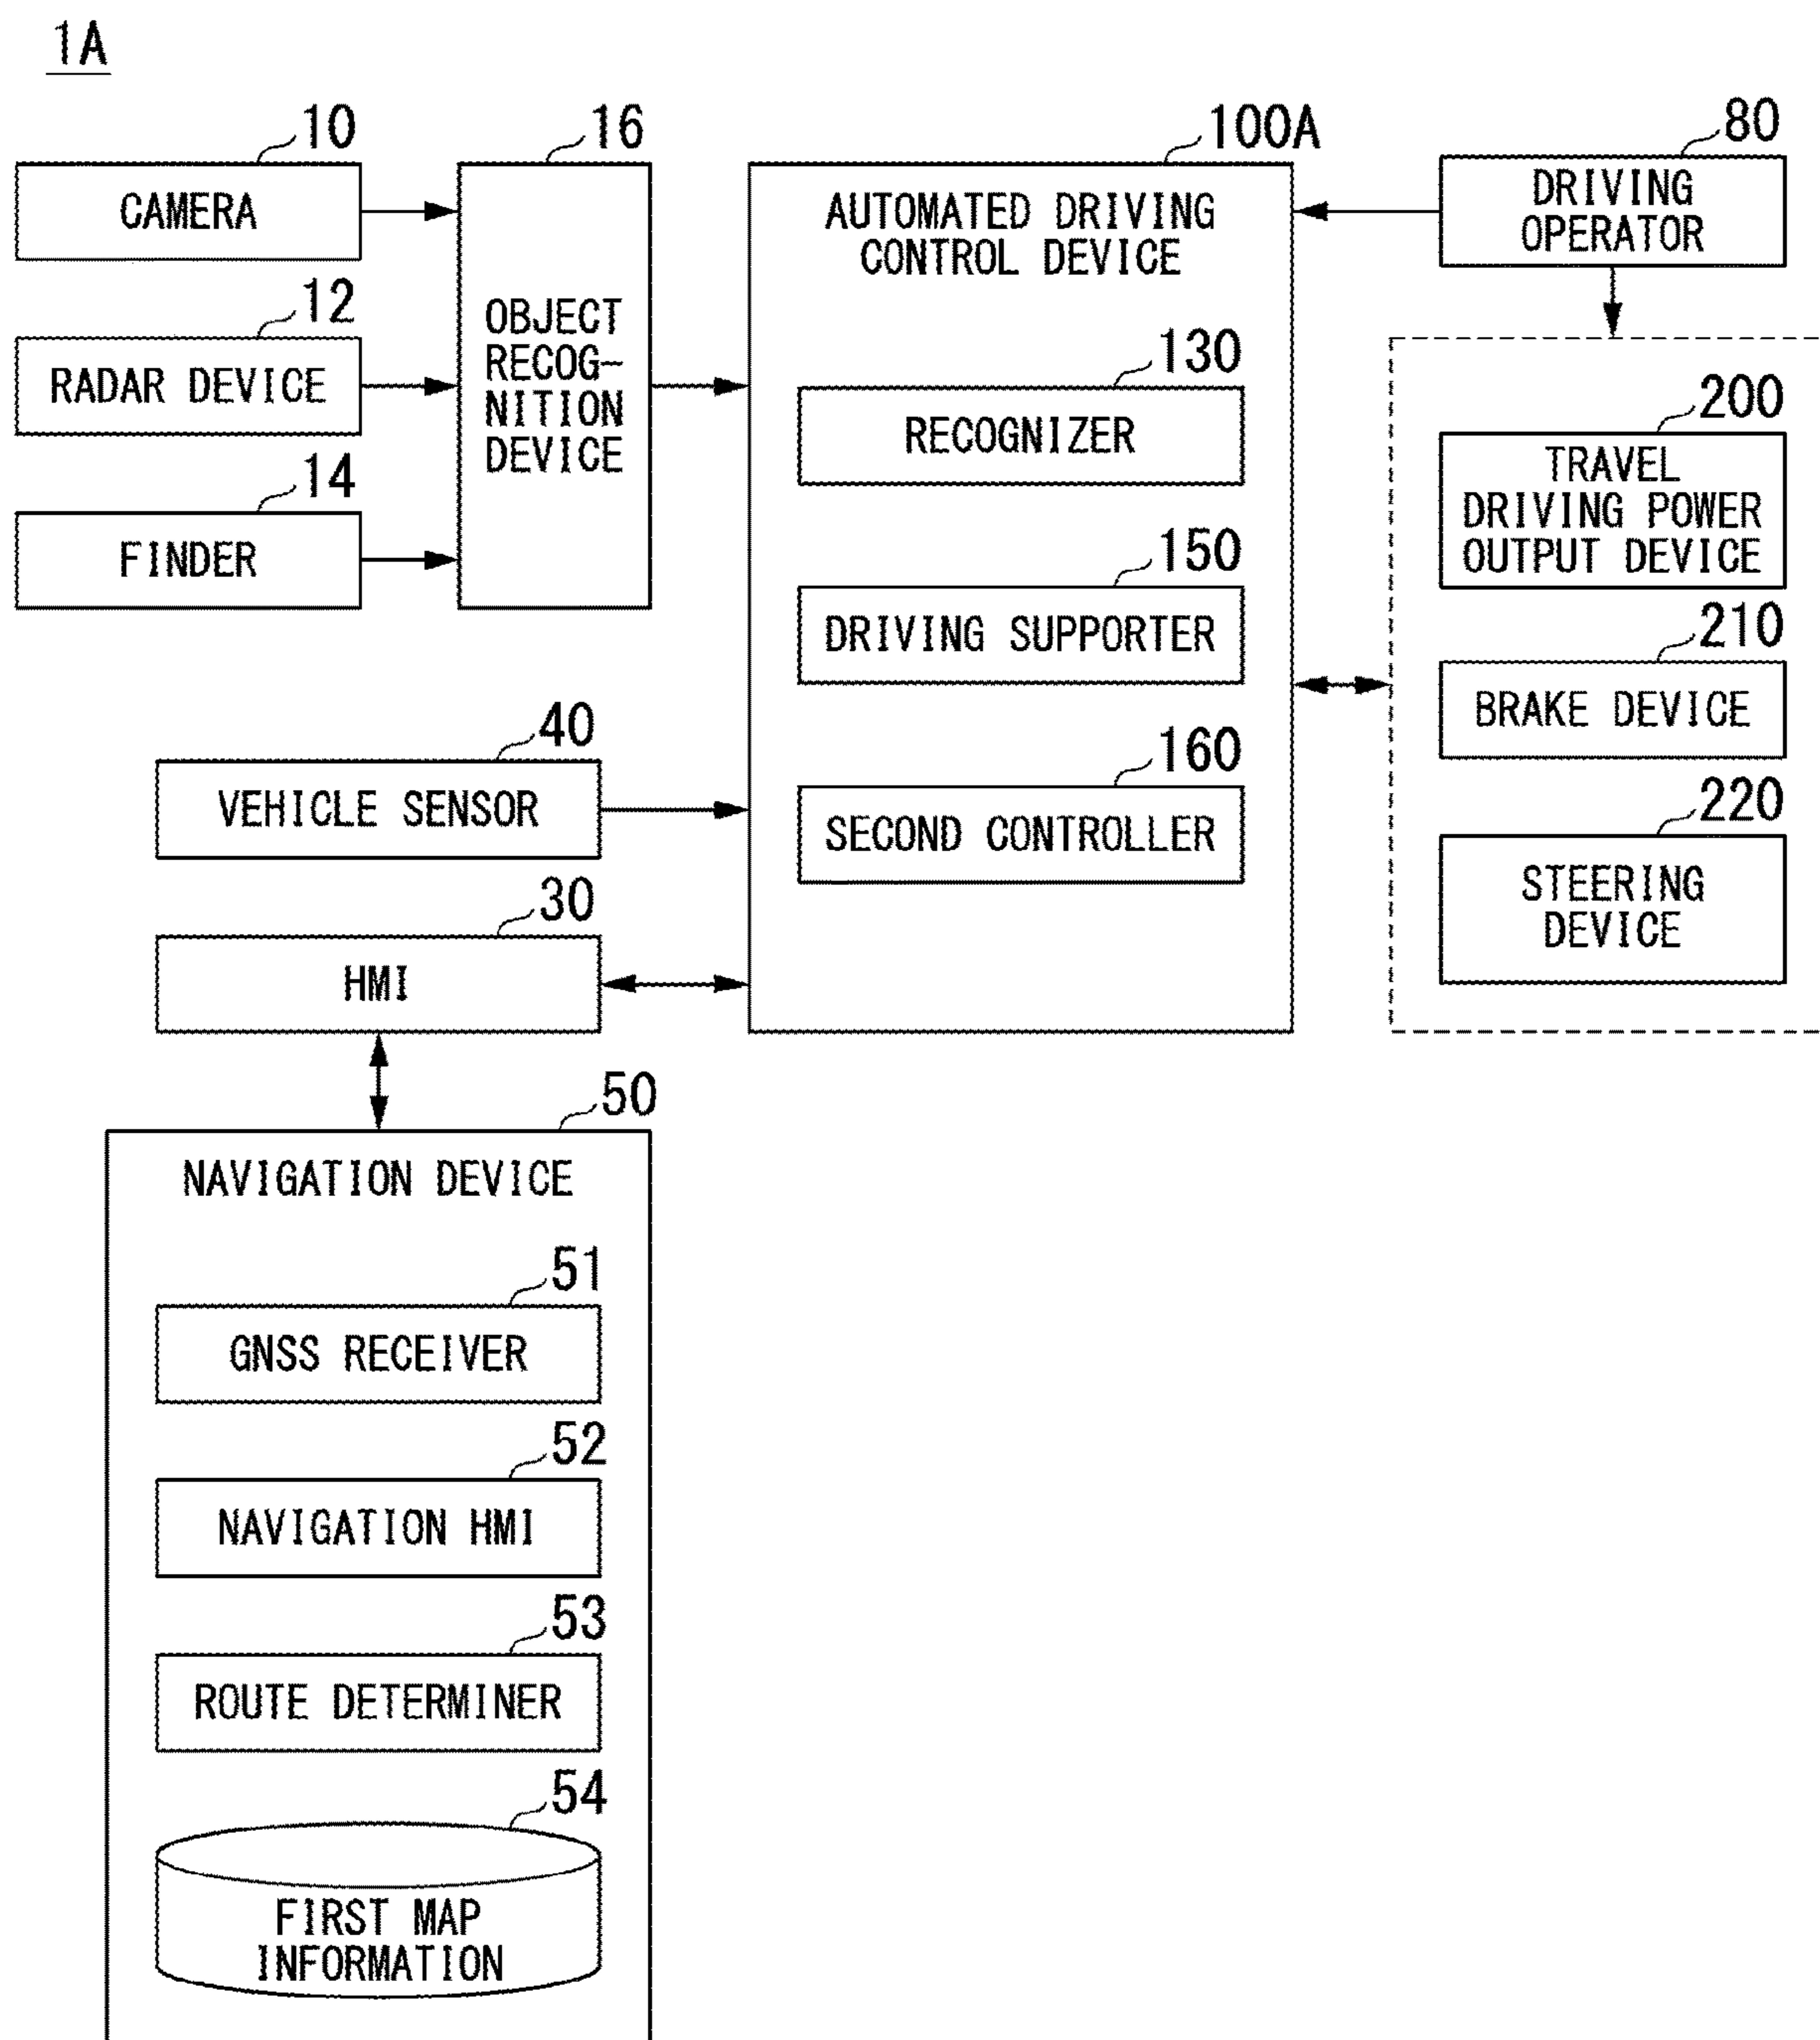 1A
10
CAMERA
12
RADAR DEVICE
14
FINDER
16
OBJECT
RECOG-
NITION
DEVICE
40
VEHICLE SENSOR
30
HMI
100A
AUTOMATED DRIVING
CONTROL DEVICE
130
RECOGNIZER
150
DRIVING SUPPORTER
160
SECOND CONTROLLER
80
DRIVING
OPERATOR
200
TRAVEL
DRIVING POWER
OUTPUT DEVICE
210
BRAKE DEVICE
220
STEERING
DEVICE
50
NAVIGATION DEVICE
51
GNSS RECEIVER
52
NAVIGATION HMI
53
ROUTE DETERMINER
54
FIRST MAP
INFORMATION